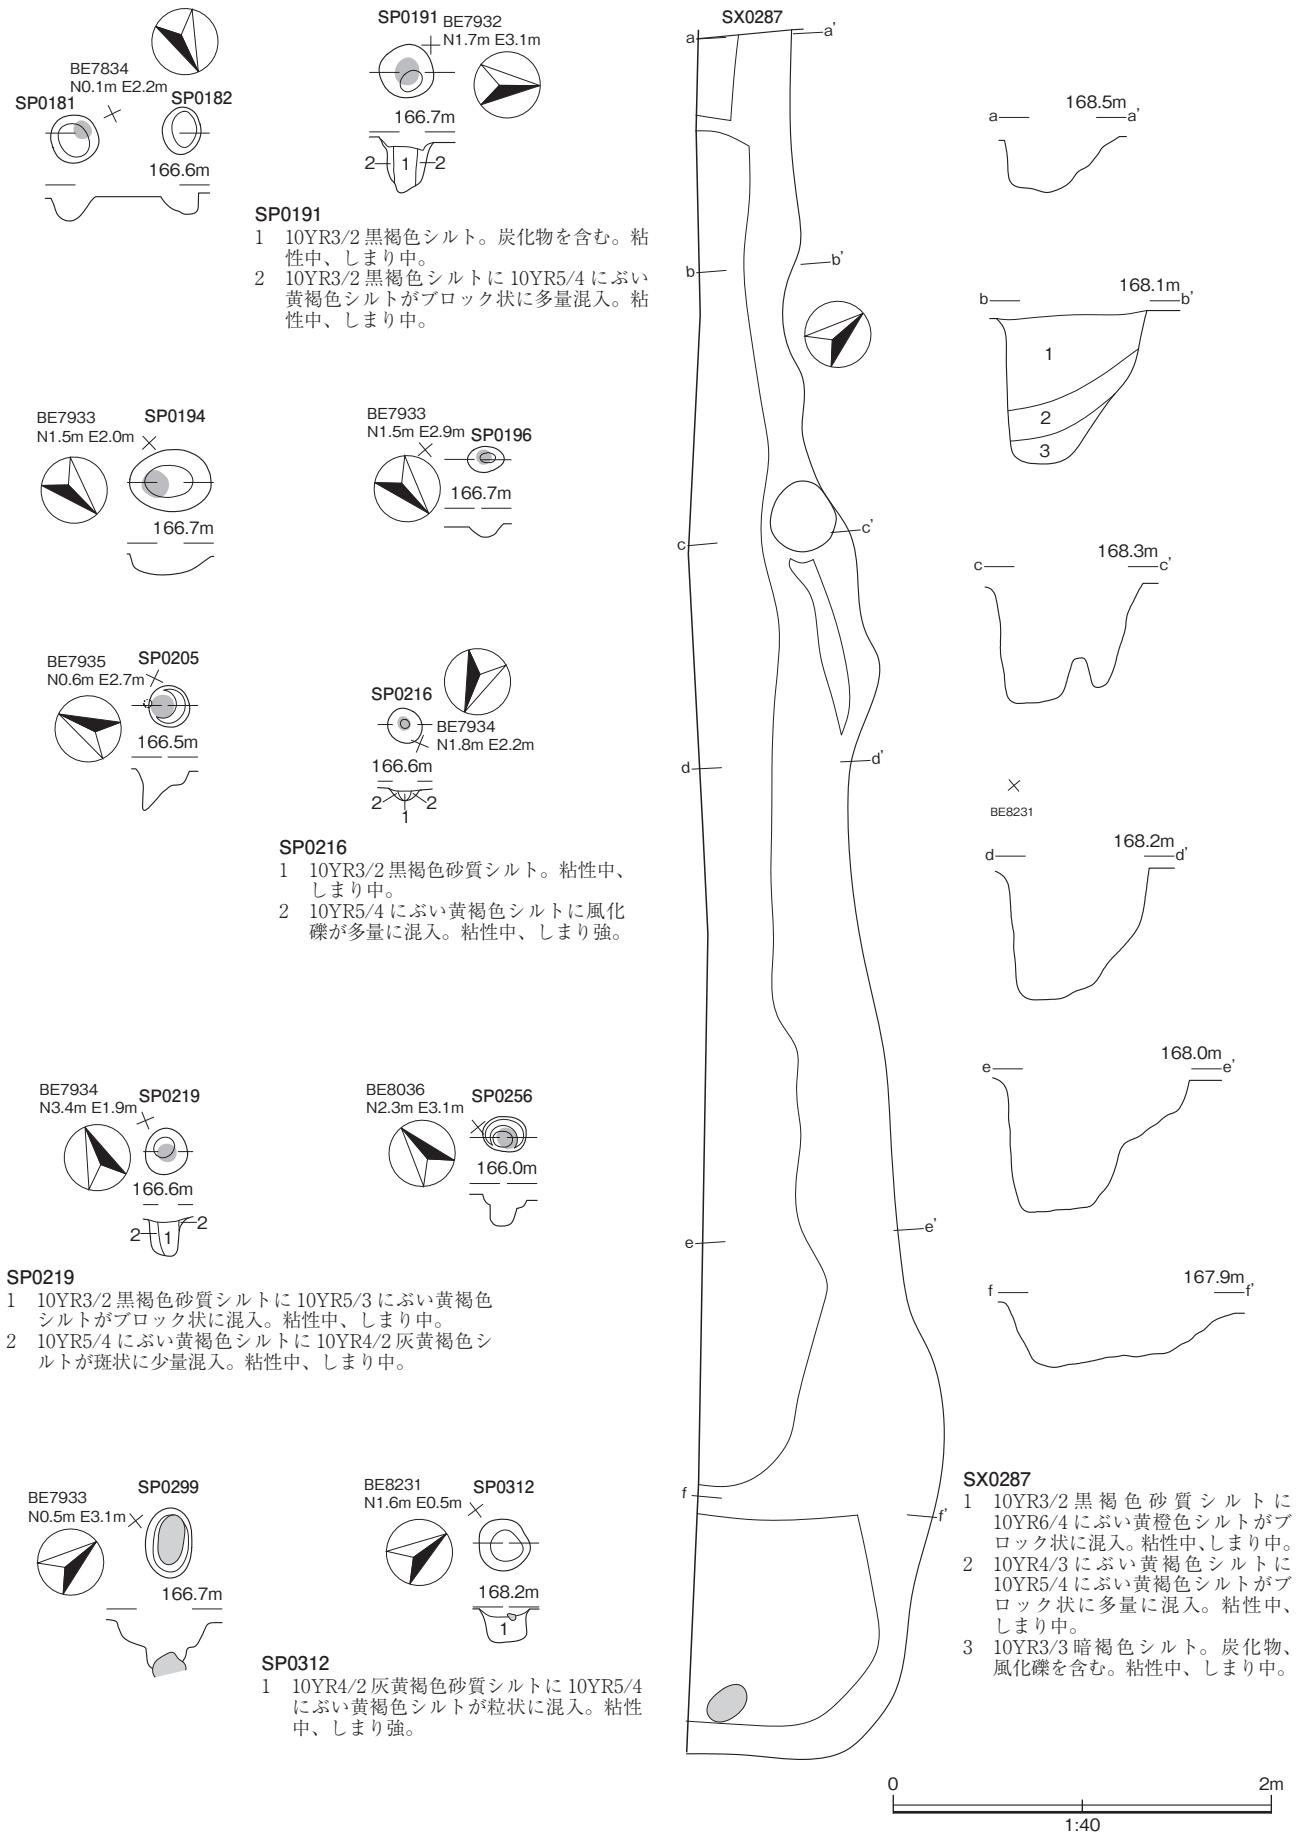 BE7834
N0.1m E2.2m
SP0181
SP0182
166.6m
SP0191
BE7932
N1.7m E3.1m
166.7m
2
1
2
SP0191
1 10YR3/2 黒褐色シルト。炭化物を含む。粘
性中、しまり中。
2 10YR3/2 黒褐色シルトに 10YR5/4 にぶい
黄褐色シルトがブロック状に多量混入。粘
性中、しまり中。
BE7933
N1.5m E2.0m
SP0194
166.7m
BE7933
N1.5m E2.9m
SP0196
166.7m
BE7935
N0.6m E2.7m
SP0205
166.5m
SP0216
BE7934
N1.8m E2.2m
166.6m
2
2
1
SP0216
1 10YR3/2 黒褐色砂質シルト。粘性中、
しまり中。
2 10YR5/4 にぶい黄褐色シルトに風化
礫が多量に混入。粘性中、しまり強。
BE7934
N3.4m E1.9m
SP0219
166.6m
2
1
2
BE8036
N2.3m E3.1m
SP0256
166.0m
SP0219
1 10YR3/2 黒褐色砂質シルトに 10YR5/3 にぶい黄褐色
シルトがブロック状に混入。粘性中、しまり中。
2 10YR5/4 にぶい黄褐色シルトに 10YR4/2 灰黄褐色シ
ルトが斑状に少量混入。粘性中、しまり中。
BE7933
N0.5m E3.1m
SP0299
166.7m
BE8231
N1.6m E0.5m
SP0312
168.2m
1
SP0312
1 10YR4/2 灰黄褐色砂質シルトに 10YR5/4
にぶい黄褐色シルトが粒状に混入。粘性
中、しまり強。
SX0287
a
a'
b
b'
c
c'
d
d'
e
e'
f
f'
168.5m
a
a'
168.1m
b
b'
1
2
3
168.3m
c
c'
BE8231
168.2m
d
d'
168.0m
e
e'
167.9m
f
f'
SX0287
1 10YR3/2 黒褐色砂質シルトに
10YR6/4 にぶい黄橙色シルトがブ
ロック状に混入。粘性中、しまり中。
2 10YR4/3 にぶい黄褐色シルトに
10YR5/4 にぶい黄褐色シルトがブ
ロック状に多量に混入。粘性中、
しまり中。
3 10YR3/3 暗褐色シルト。炭化物、
風化礫を含む。粘性中、しまり中。
0
2m
1:40